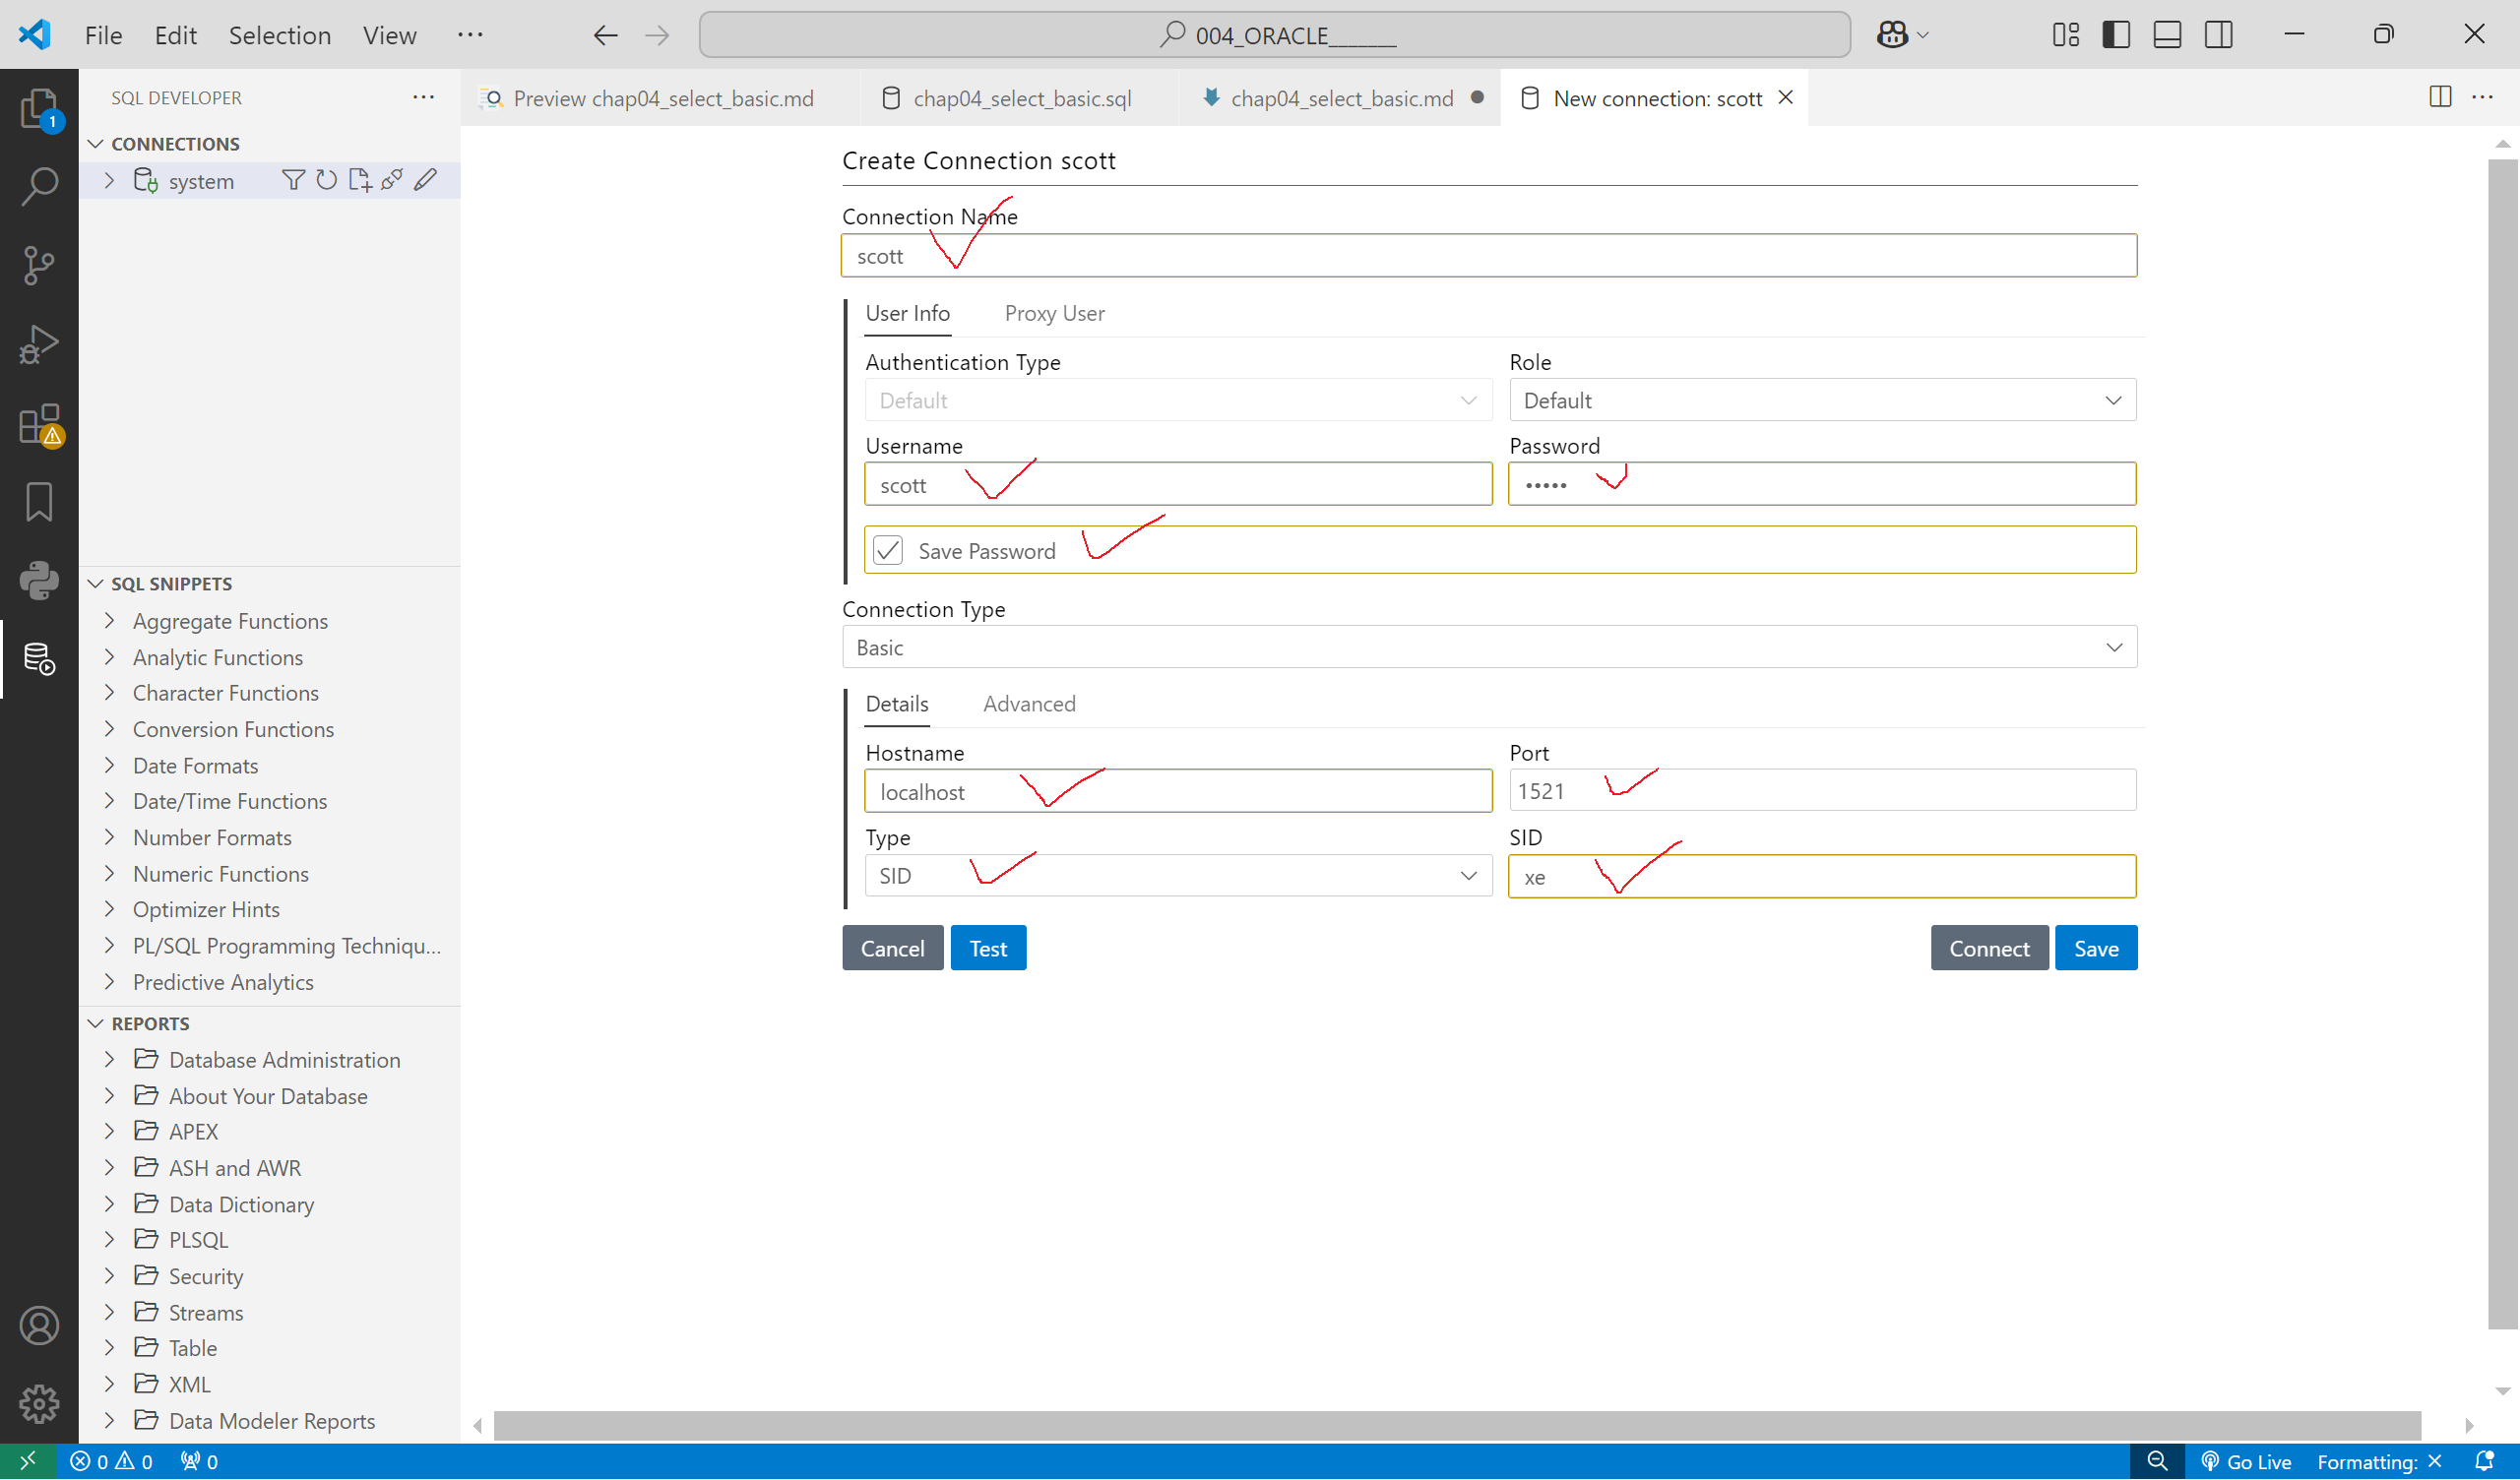 File Edit Selection View ···
004_ORACLE_______
SQL DEVELOPER
CONNECTIONS
system
SQL SNIPPETS
Aggregate Functions
Analytic Functions
Character Functions
Conversion Functions
Date Formats
Date/Time Functions
Number Formats
Numeric Functions
Optimizer Hints
PL/SQL Programming Techniqu...
Predictive Analytics
REPORTS
Database Administration
About Your Database
APEX
ASH and AWR
Data Dictionary
PLSQL
Security
Streams
Table
XML
Data Modeler Reports
Preview chap04_select_basic.md
chap04_select_basic.sql
chap04_select_basic.md
New connection: scott
Create Connection scott
Connection Name
scott
User Info Proxy User
Authentication Type Role
Default Default
Username Password
scott •••••
Save Password
Connection Type
Basic
Details Advanced
Hostname Port
localhost 1521
Type SID
SID xe
Cancel Test Connect Save
1
0 0 0
Go Live Formatting: